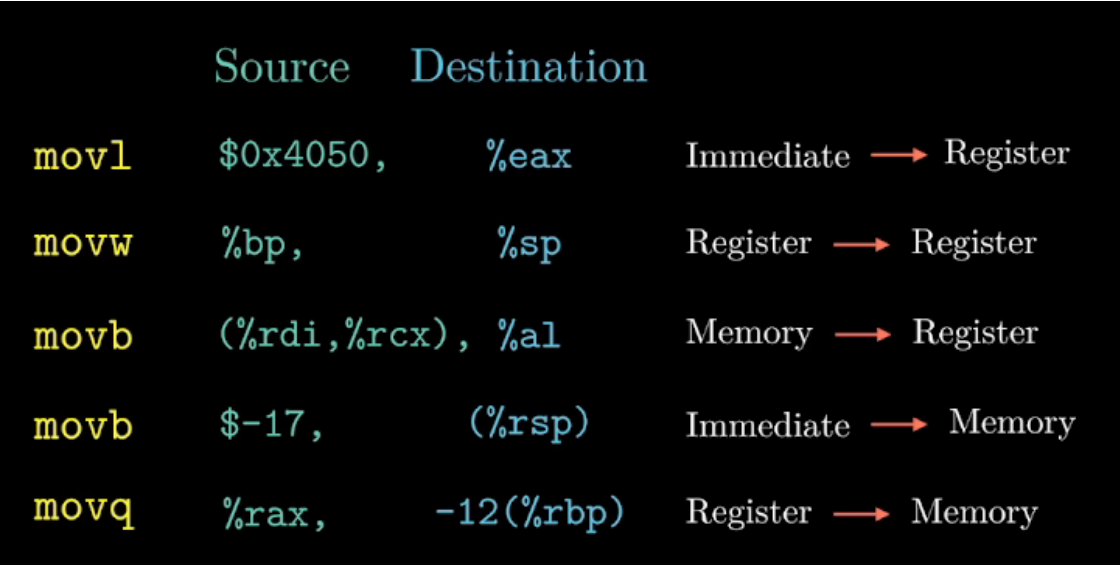 Source Destination
movl $0x4050, %eax Immediate → Register
movw %bp, %sp Register → Register
movb (%rdi,%rcx), %al Memory → Register
movb $-17, (%rsp) Immediate → Memory
movq %rax, -12(%rbp) Register → Memory